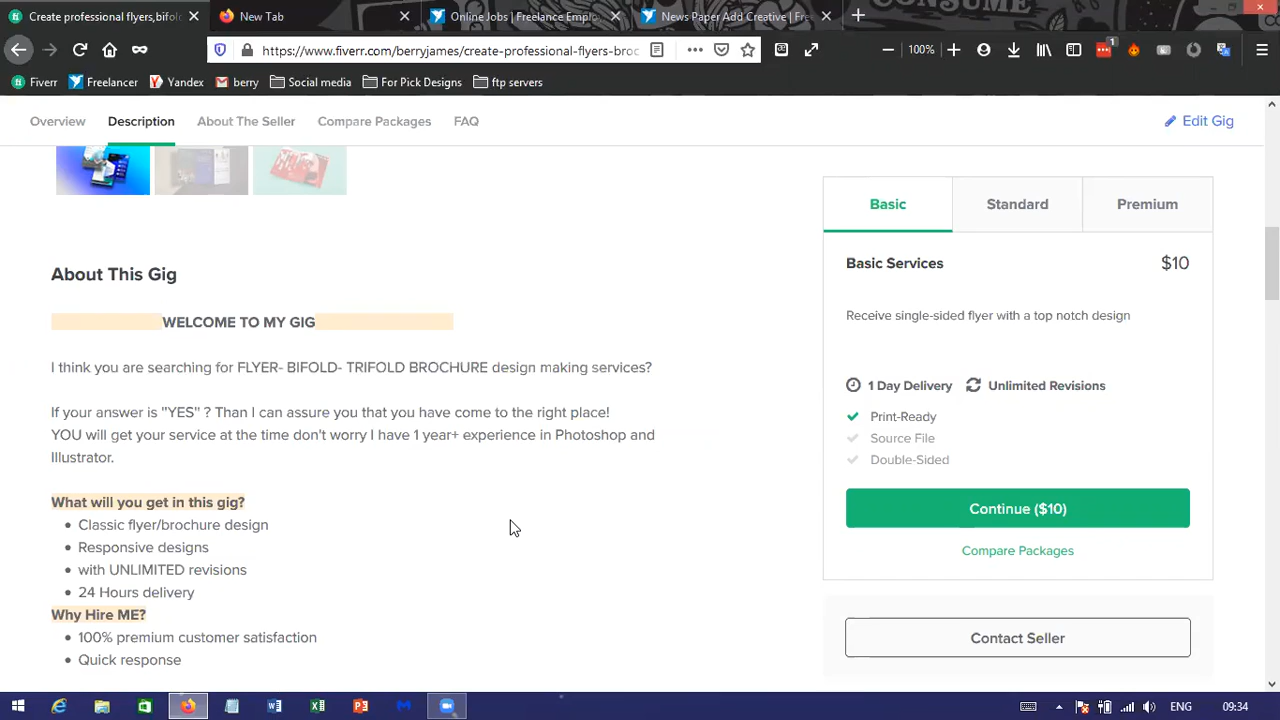 Create professional flyers,bifol
New Tab
Online Jobs | Freelance Emplo
News Paper Add Creative | Fre
https://www.fiverr.com/berryjames/create-professional-flyers-broc
100%
1
Fiverr
Freelancer
Yandex
berry
Social media
For Pick Designs
ftp servers
Overview
Description
About The Seller
Compare Packages
FAQ
Edit Gig
About This Gig
WELCOME TO MY GIG
I think you are searching for FLYER- BIFOLD- TRIFOLD BROCHURE design making services?
If your answer is "YES" ? Than I can assure you that you have come to the right place!
YOU will get your service at the time don't worry I have 1 year+ experience in Photoshop and
Illustrator.
What will you get in this gig?
• Classic flyer/brochure design
• Responsive designs
• with UNLIMITED revisions
• 24 Hours delivery
Why Hire ME?
• 100% premium customer satisfaction
• Quick response
Basic
Standard
Premium
Basic Services
$10
Receive single-sided flyer with a top notch design
1 Day Delivery
Unlimited Revisions
Print-Ready
Source File
Double-Sided
Continue ($10)
Compare Packages
Contact Seller
ENG
09:34